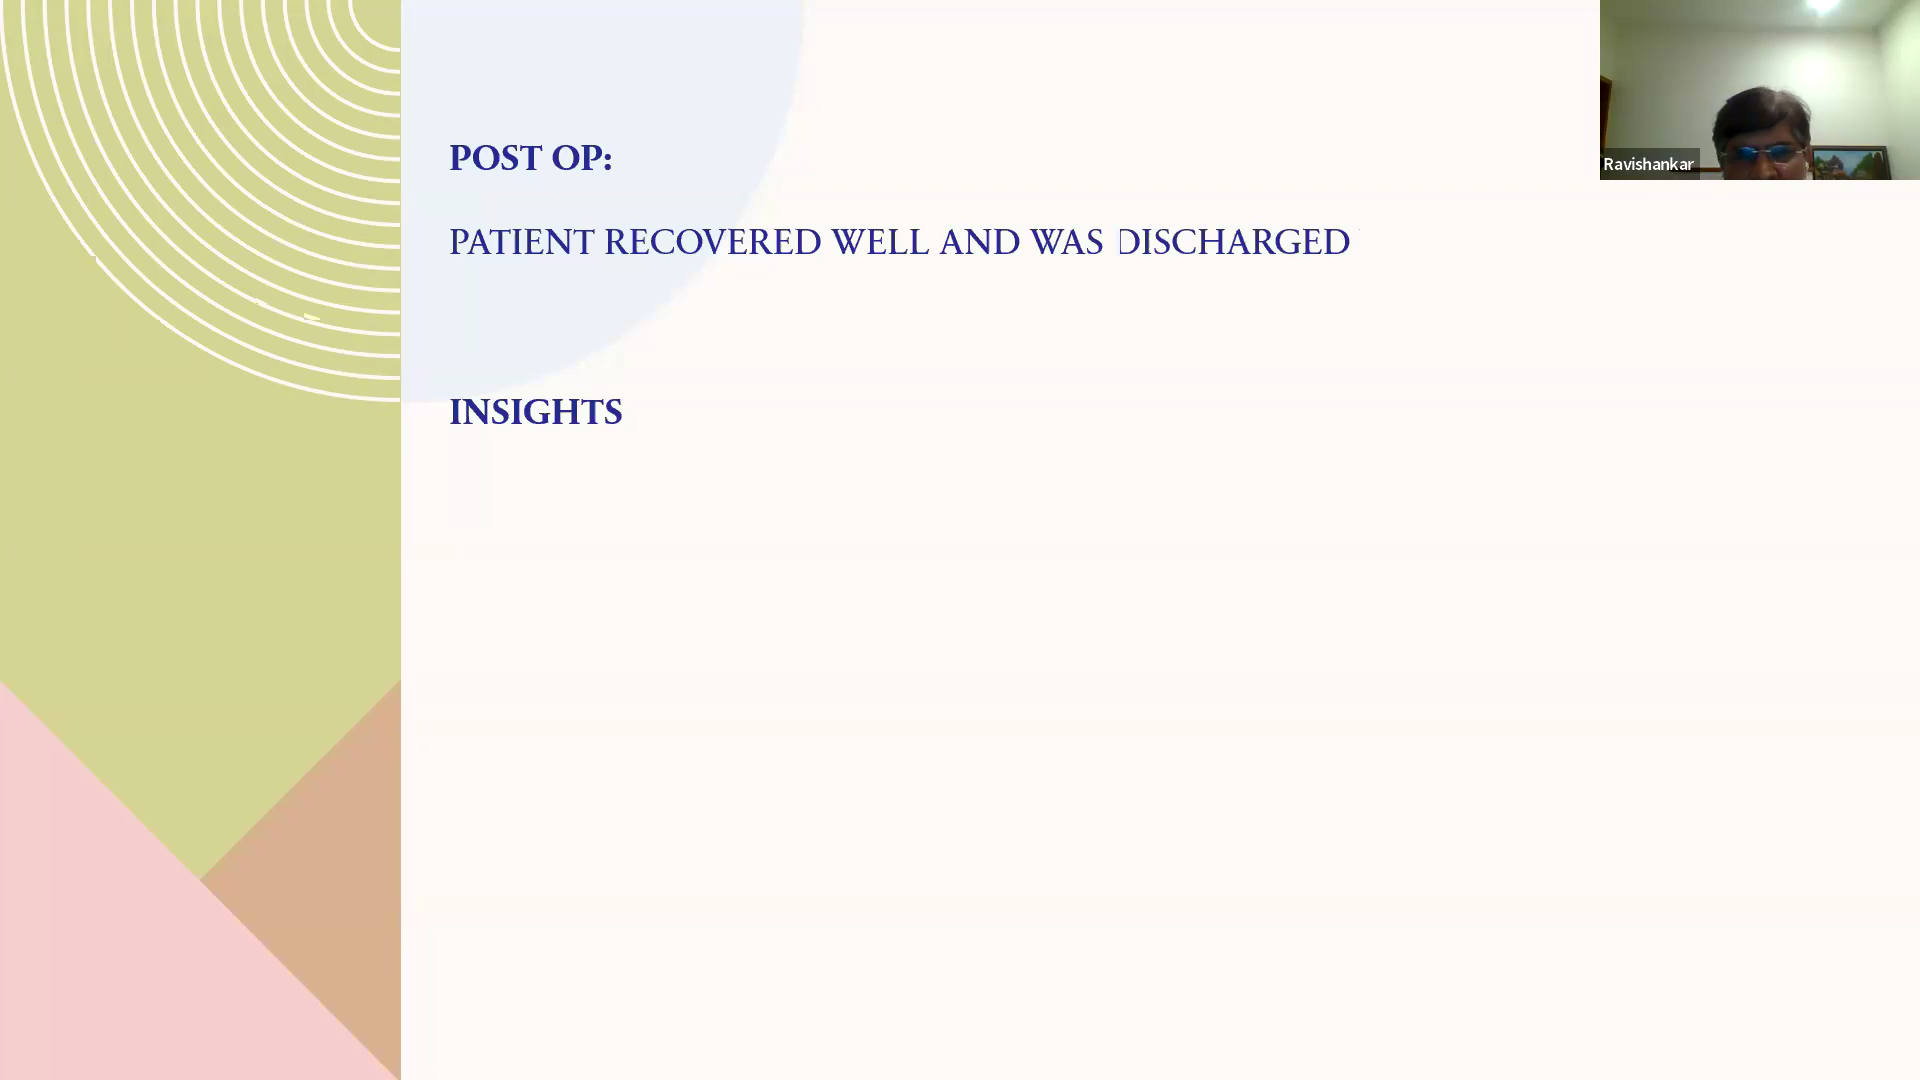 POST OP:
PATIENT RECOVERED WELL AND WAS DISCHARGED
INSIGHTS
Ravishankar